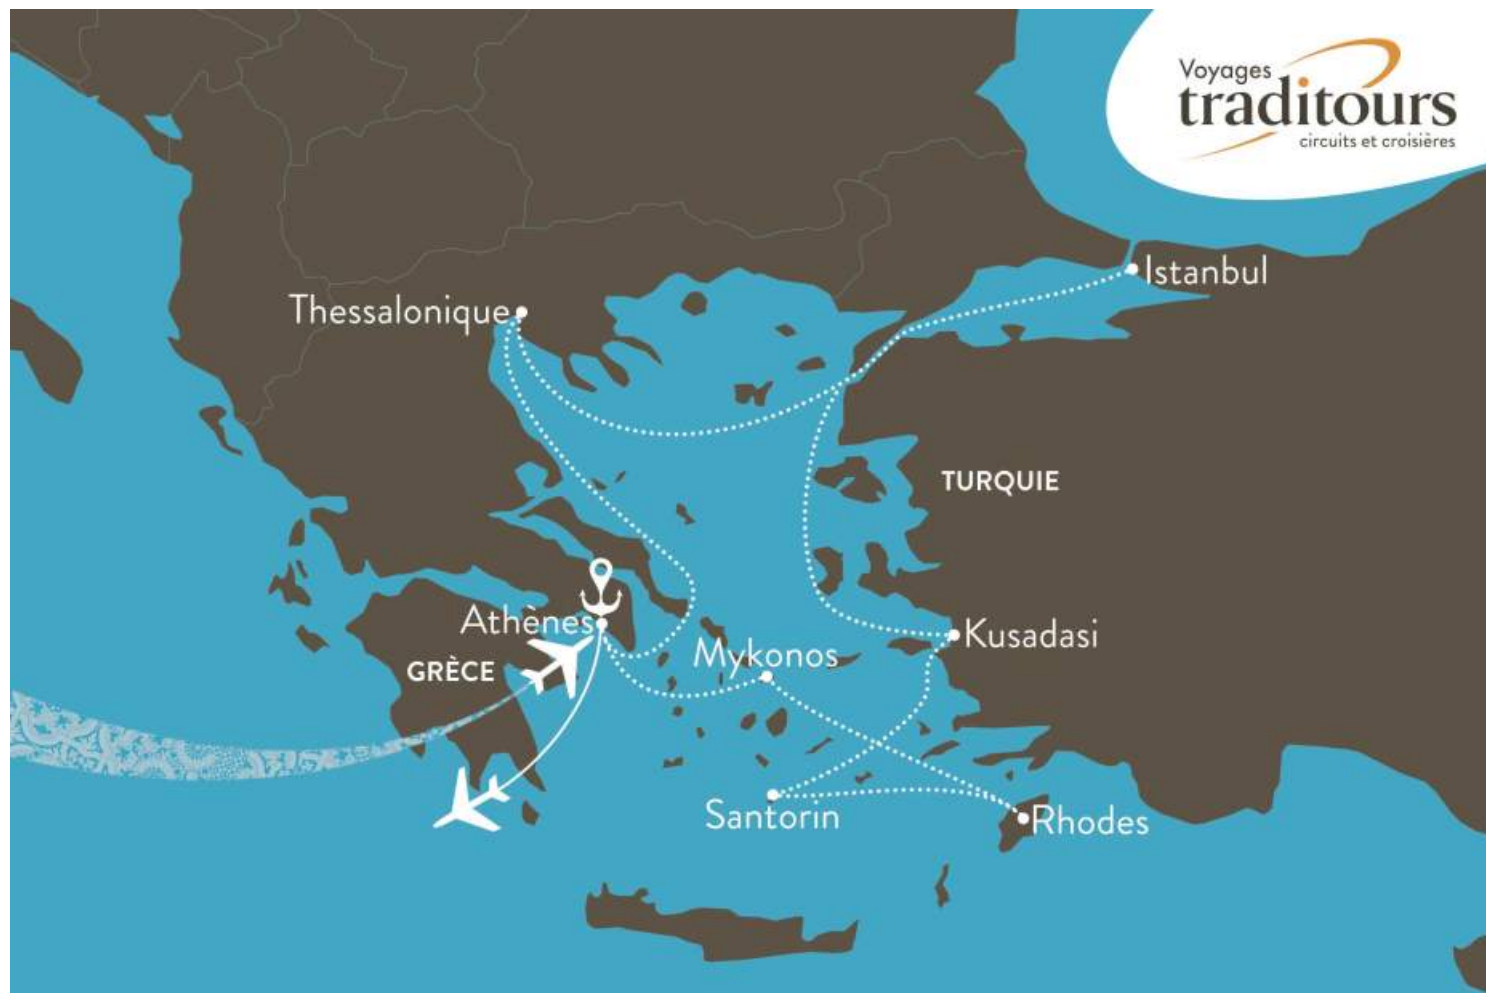 Voyages
traditours
circuits et croisières
Istanbul
Thessalonique
TURQUIE
Athènes
Kusadasi
Mykonos
GRÈCE
Santorin
Rhodes